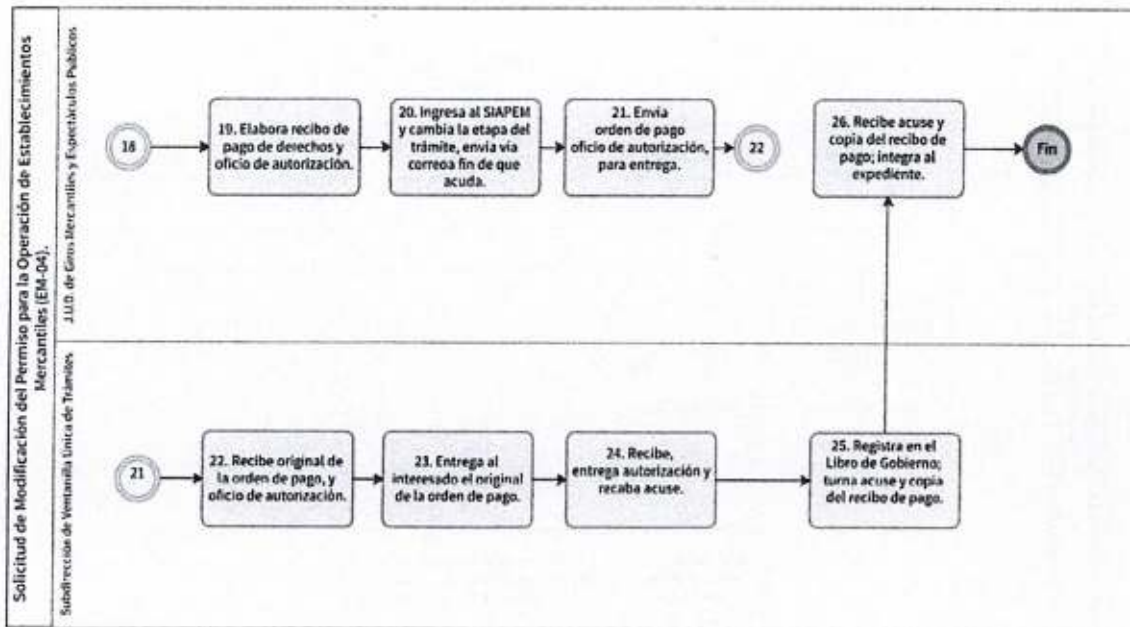 Solicitud de Modificación del Permiso para la Operación de Establecimientos
Mercantiles (EM-04).
J.U.D. de Giros Mercantiles y Espectáculos Públicos
18
19. Elabora recibo de
pago de derechos y
oficio de autorización.
20. Ingresa al SIAPEM
y cambia la etapa del
trámite, envia vía
correoa fin de que
acuda.
21. Envia
orden de pago
oficio de autorización,
para entrega.
22
26. Recibe acuse y
copia del recibo de
pago; integra al
expediente.
Fin
Subdirección de Ventanilla Única de Trámites
21
22. Recibe original de
la orden de pago, y
oficio de autorización.
23. Entrega al
interesado el original
de la orden de pago.
24. Recibe,
entrega autorización y
recaba acuse.
25. Registra en el
Libro de Gobierno;
turna acuse y copia
del recibo de pago.